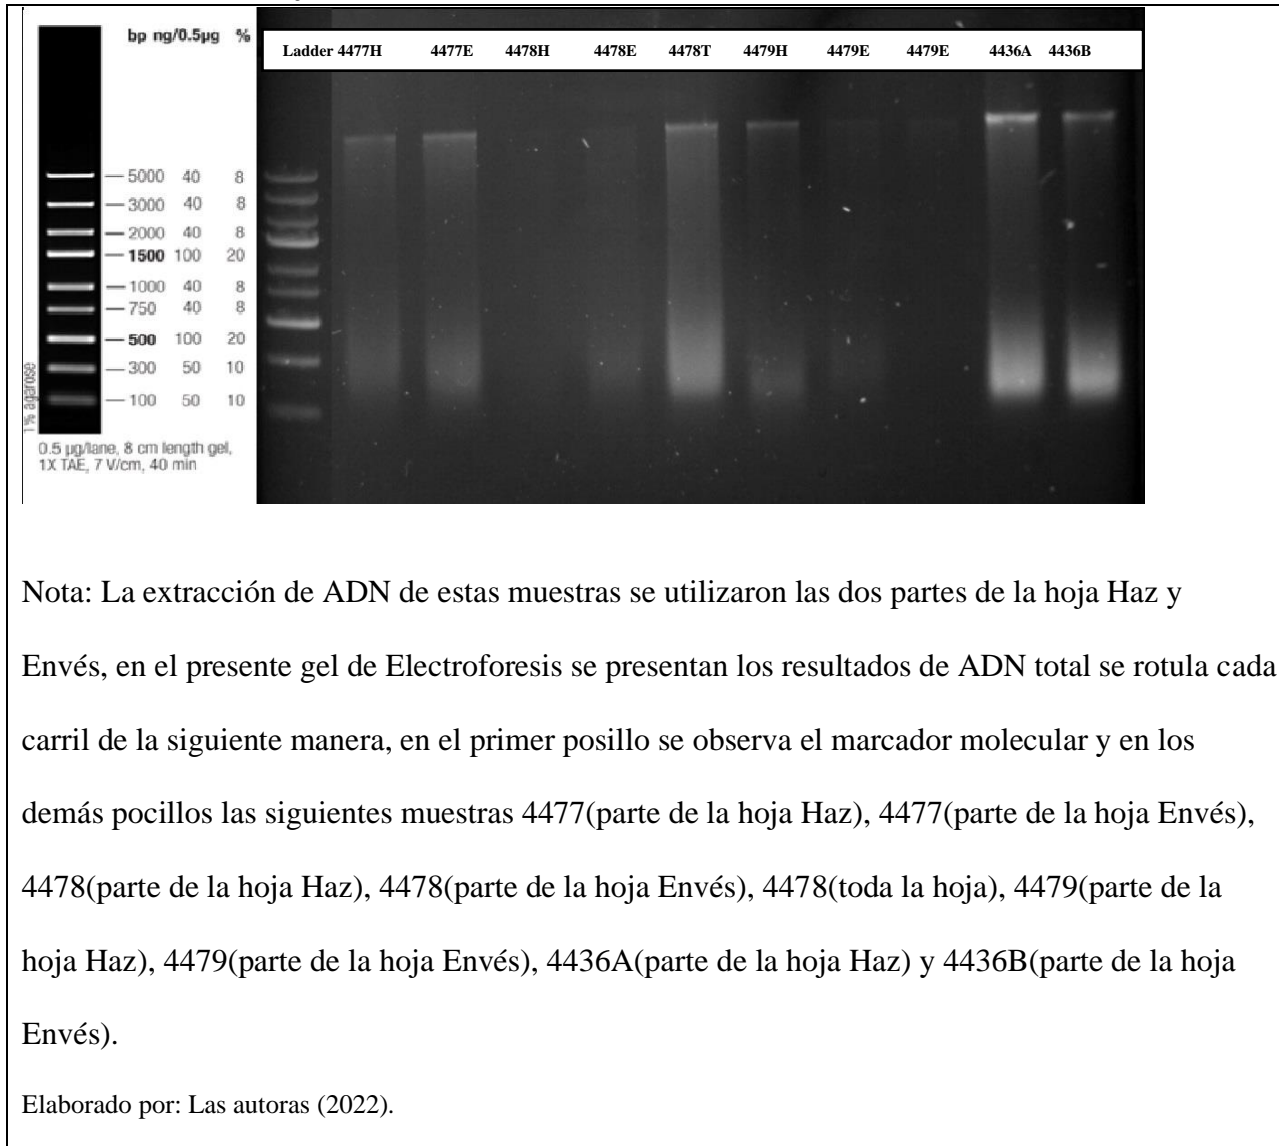 bp ng/0.5µg %
Ladder 4477H 4477E 4478H 4478E 4478T 4479H 4479E 4479E 4436A 4436B
5000 40 8
3000 40 8
2000 40 8
1500 100 20
1000 40 8
750 40 8
500 100 20
300 50 10
100 50 10
1% agarose
0.5 µg/lane, 8 cm length gel,
1X TAE, 7 V/cm, 40 min
Nota: La extracción de ADN de estas muestras se utilizaron las dos partes de la hoja Haz y
Envés, en el presente gel de Electroforesis se presentan los resultados de ADN total se rotula cada
carril de la siguiente manera, en el primer posillo se observa el marcador molecular y en los
demás pocillos las siguientes muestras 4477(parte de la hoja Haz), 4477(parte de la hoja Envés),
4478(parte de la hoja Haz), 4478(parte de la hoja Envés), 4478(toda la hoja), 4479(parte de la
hoja Haz), 4479(parte de la hoja Envés), 4436A(parte de la hoja Haz) y 4436B(parte de la hoja
Envés).
Elaborado por: Las autoras (2022).